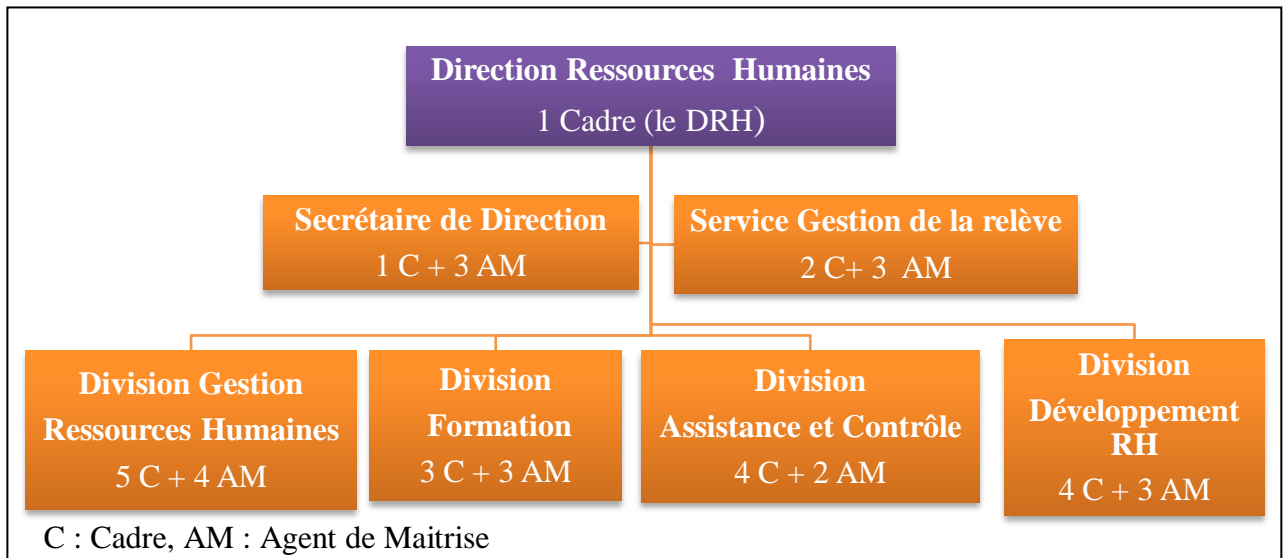 Direction Ressources Humaines
1 Cadre (le DRH)
Secrétaire de Direction
1 C + 3 AM
Service Gestion de la relève
2 C+ 3 AM
Division Gestion
Ressources Humaines
5 C + 4 AM
Division
Formation
3 C + 3 AM
Division
Assistance et Contrôle
4 C + 2 AM
Division
Développement
RH
4 C + 3 AM
C : Cadre, AM : Agent de Maitrise